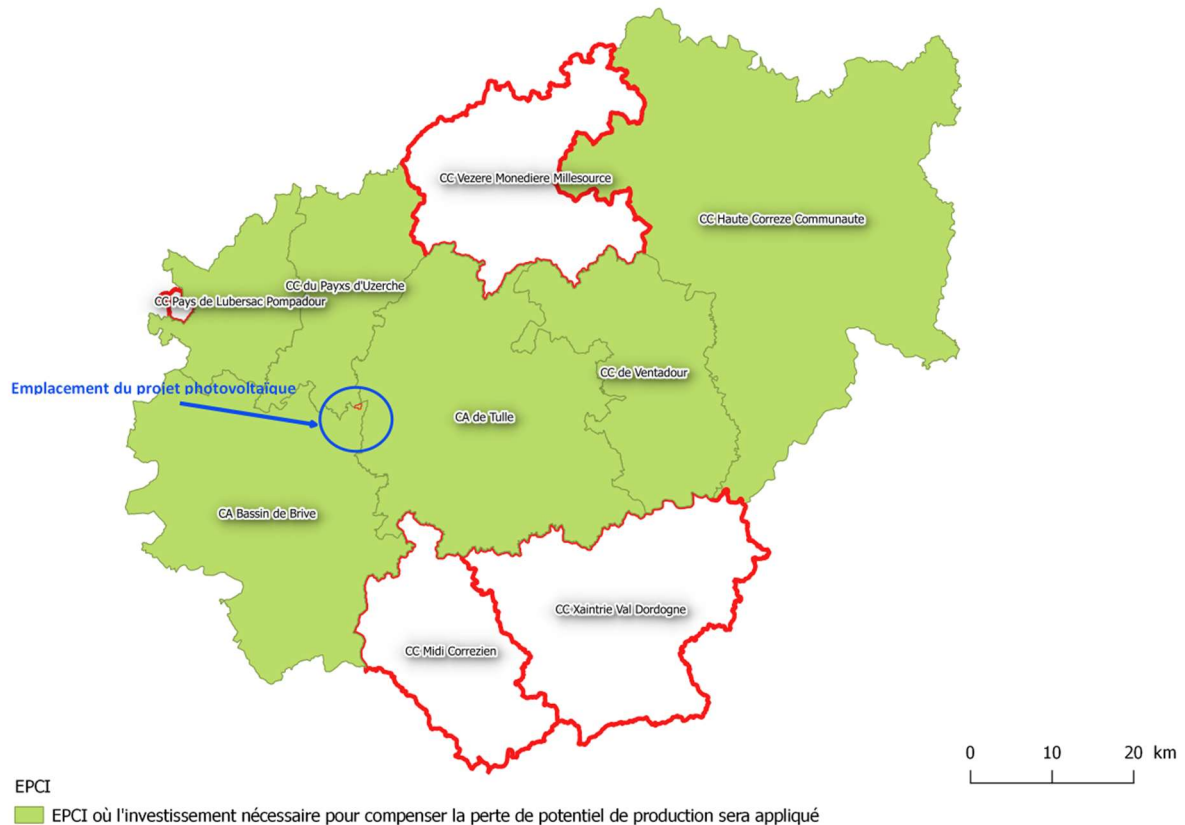 CC Vezere Monediere Millesource
CC Haute Correze Communaute
CC du Payxs d'Uzerche
CC Pays de Lubersac Pompadour
CC de Ventadour
Emplacement du projet photovoltaïque
CA de Tulle
CA Bassin de Brive
CC Xaintrie Val Dordogne
CC Midi Correzien
0 10 20 km
EPCI
EPCI où l'investissement nécessaire pour compenser la perte de potentiel de production sera appliqué